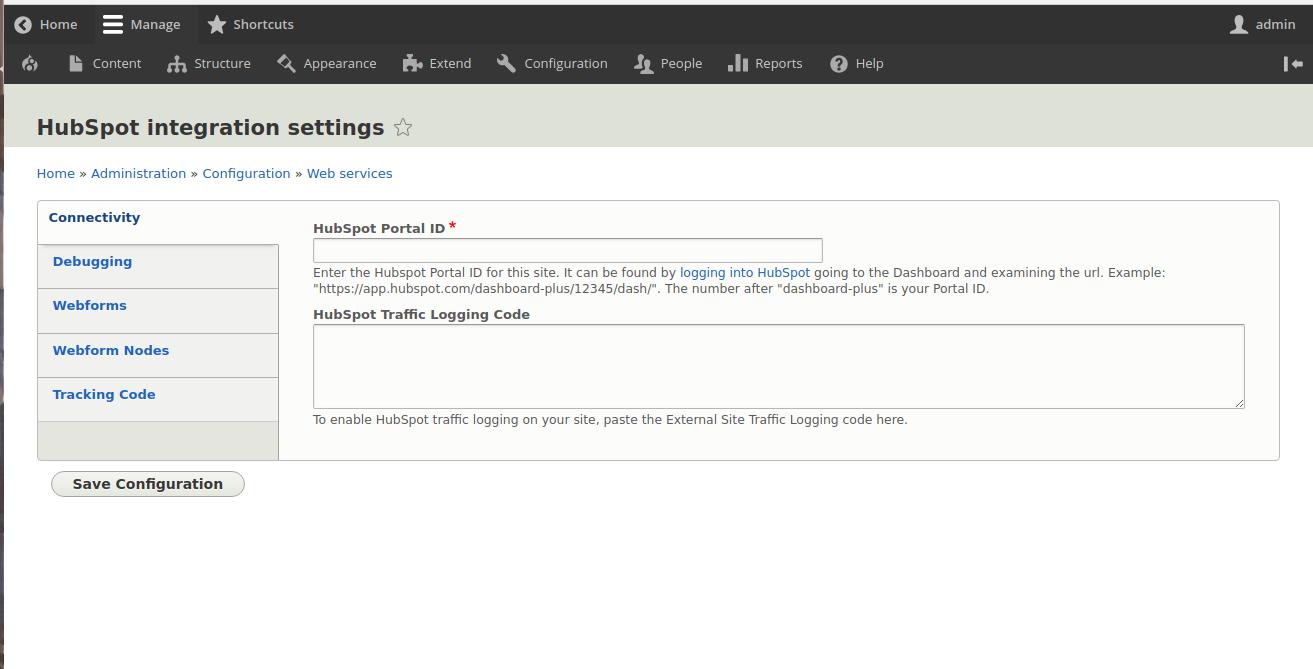 Home Manage Shortcuts admin
Content Structure Appearance Extend Configuration People Reports Help
HubSpot integration settings
Home » Administration » Configuration » Web services
Connectivity
Debugging
Webforms
Webform Nodes
Tracking Code
HubSpot Portal ID *
Enter the Hubspot Portal ID for this site. It can be found by logging into HubSpot going to the Dashboard and examining the url. Example:
"https://app.hubspot.com/dashboard-plus/12345/dash/". The number after "dashboard-plus" is your Portal ID.
HubSpot Traffic Logging Code
To enable HubSpot traffic logging on your site, paste the External Site Traffic Logging code here.
Save Configuration